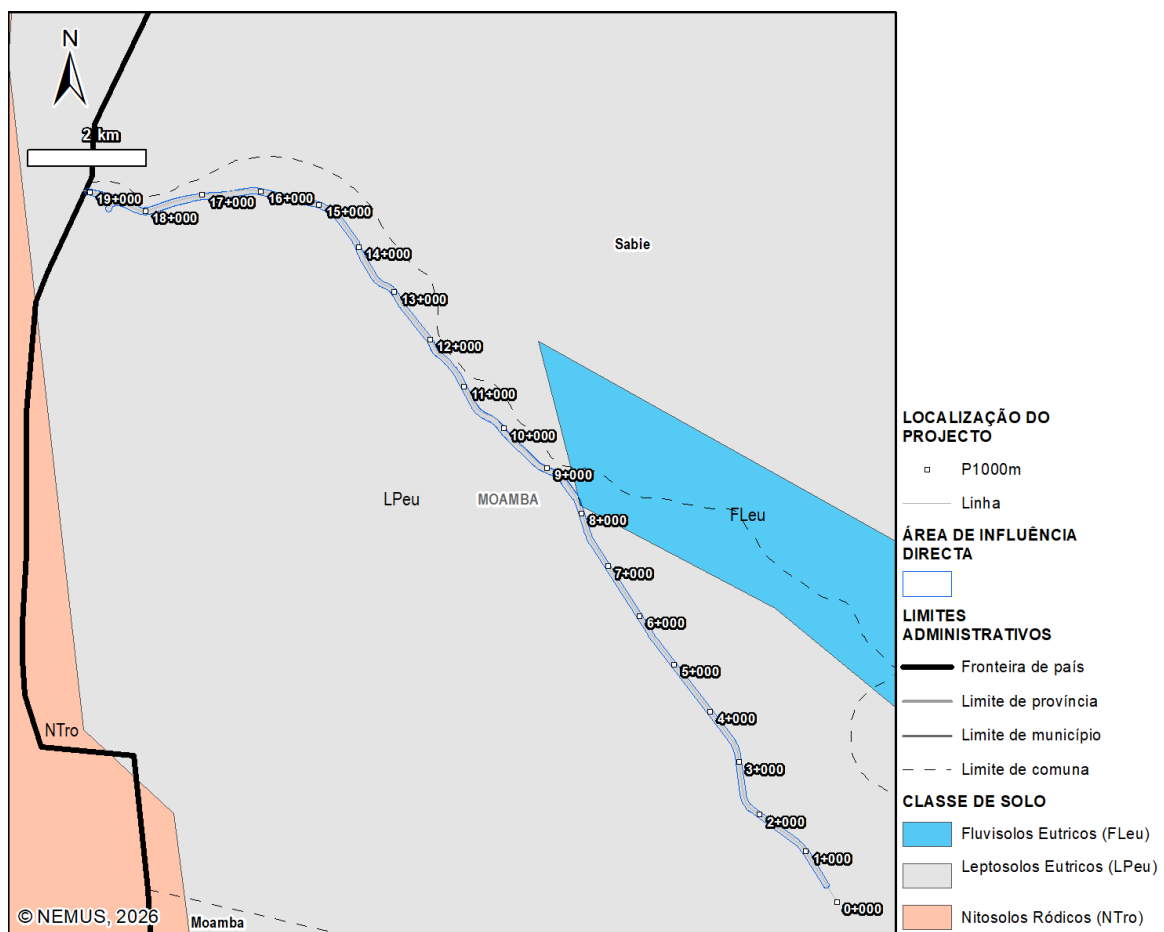 N
2 km
19+000
18+000
17+000
16+000
15+000
14+000
13+000
12+000
11+000
10+000
9+000
8+000
7+000
6+000
5+000
4+000
3+000
2+000
1+000
0+000
Sabie
LPeu
MOAMBA
FLeu
NTro
Moamba
© NEMUS, 2026
LOCALIZAÇÃO DO
PROJECTO
P1000m
Linha
ÁREA DE INFLUÊNCIA
DIRECTA
LIMITES
ADMINISTRATIVOS
Fronteira de país
Limite de província
Limite de município
Limite de comuna
CLASSE DE SOLO
Fluvisolos Eutricos (FLeu)
Leptosolos Eutricos (LPeu)
Nitosolos Ródicos (NTro)